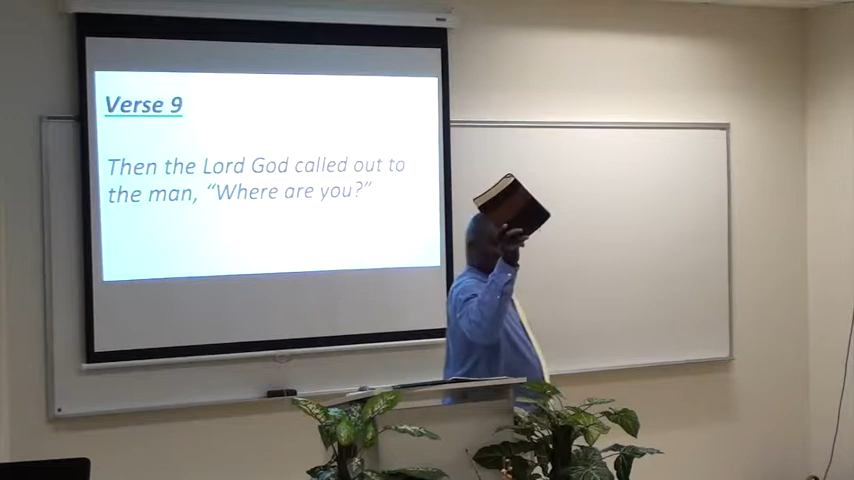 Verse 9
Then the Lord God called out to
the man, “Where are you?”